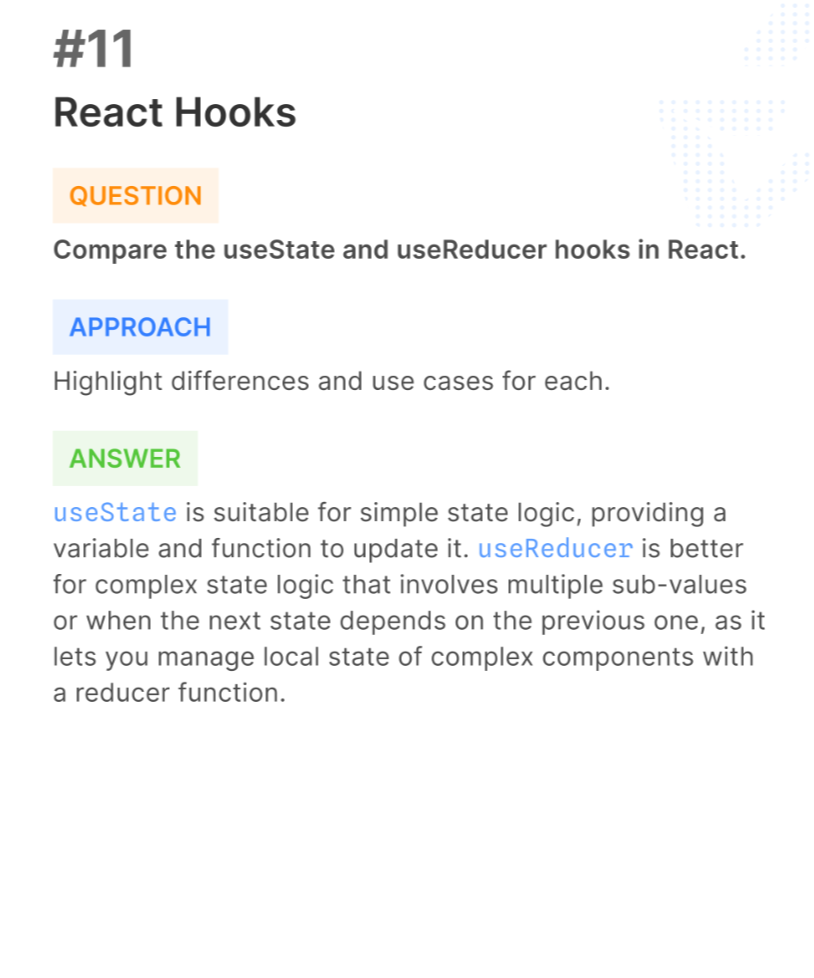 #11
React Hooks
QUESTION
Compare the useState and useReducer hooks in React.
APPROACH
Highlight differences and use cases for each.
ANSWER
useState is suitable for simple state logic, providing a
variable and function to update it. useReducer is better
for complex state logic that involves multiple sub-values
or when the next state depends on the previous one, as it
lets you manage local state of complex components with
a reducer function.